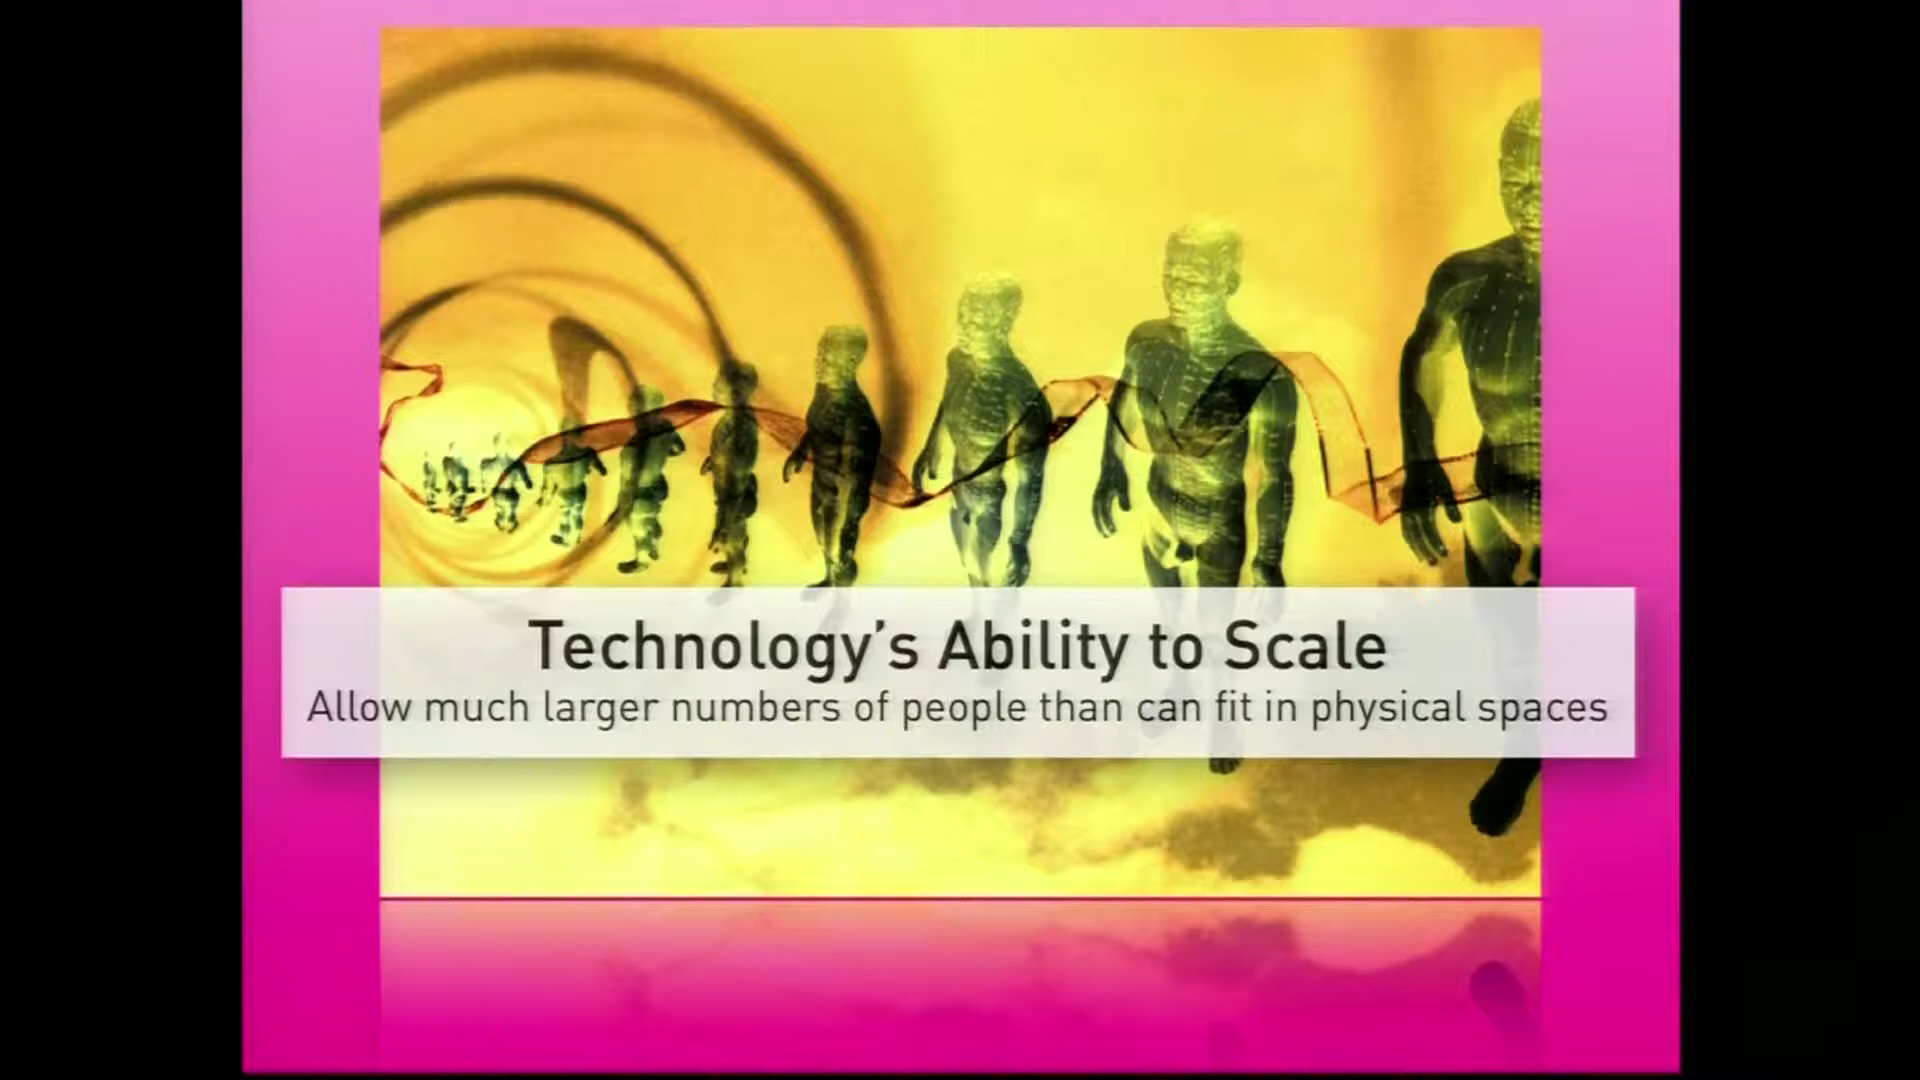 Technology's Ability to Scale
Allow much larger numbers of people than can fit in physical spaces